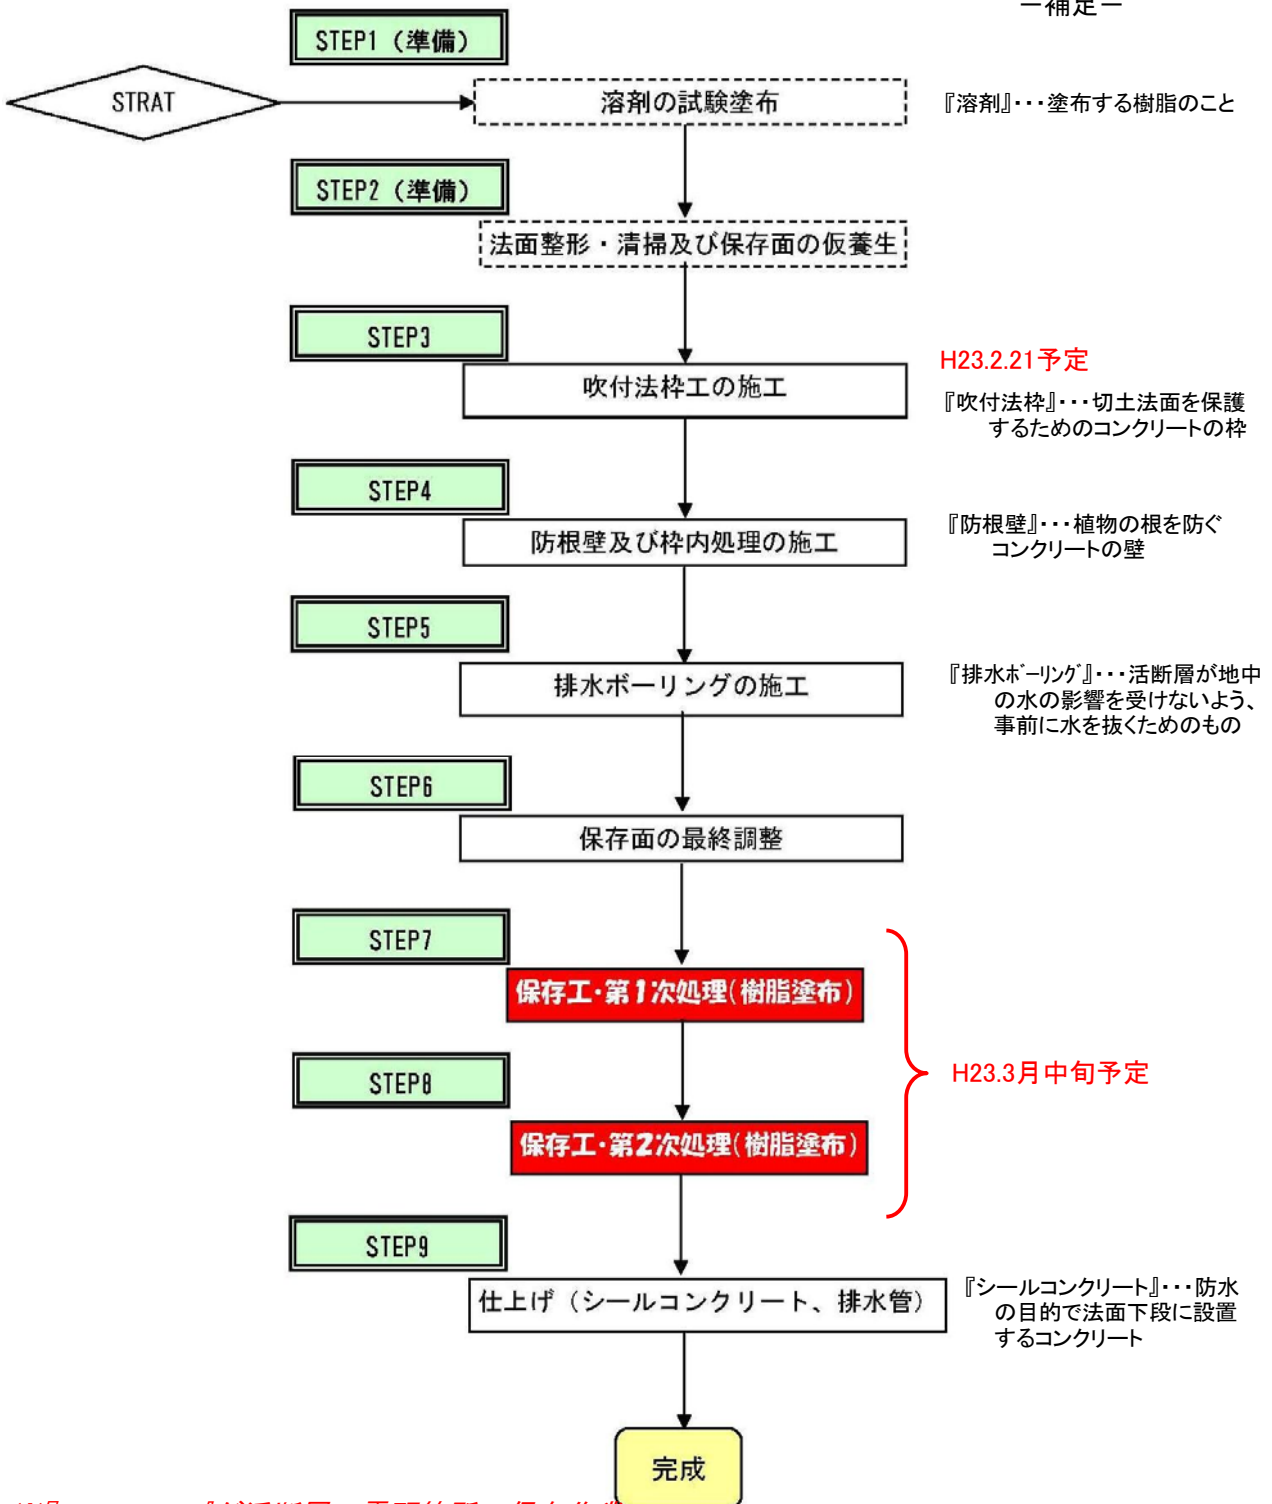 －補足－
STEP1（準備）
STRAT
溶剤の試験塗布
『溶剤』・・・塗布する樹脂のこと
STEP2（準備）
法面整形・清掃及び保存面の仮養生
STEP3
H23.2.21予定
吹付法枠工の施工
『吹付法枠』・・・切土法面を保護
するためのコンクリートの枠
STEP4
防根壁及び枠内処理の施工
『防根壁』・・・植物の根を防ぐ
コンクリートの壁
STEP5
排水ボーリングの施工
『排水ﾎﾞｰﾘﾝｸﾞ』・・・活断層が地中
の水の影響を受けないよう、
事前に水を抜くためのもの
STEP6
保存面の最終調整
STEP7
保存工・第1次処理（樹脂塗布）
STEP8
H23.3月中旬予定
保存工・第2次処理（樹脂塗布）
STEP9
仕上げ（シールコンクリート、排水管）
『シールコンクリート』・・・防水
の目的で法面下段に設置
するコンクリート
完成